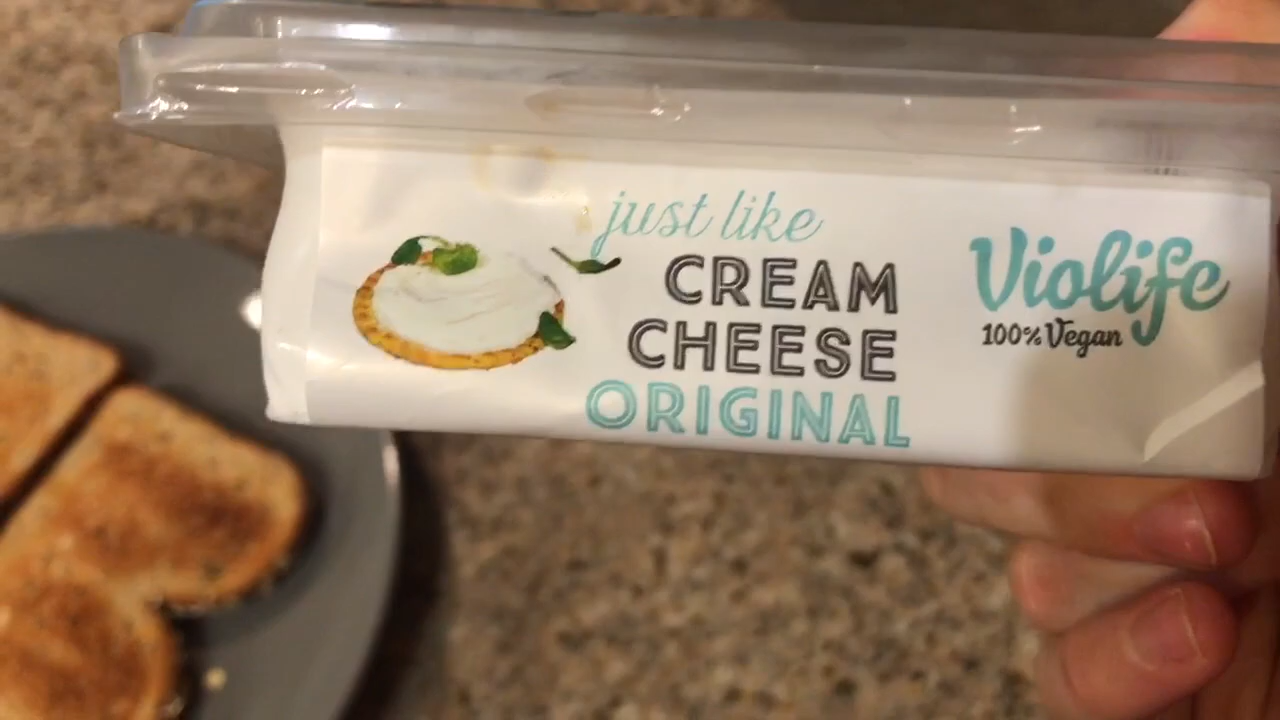 just like
CREAM
CHEESE
ORIGINAL
Violife
100% Vegan